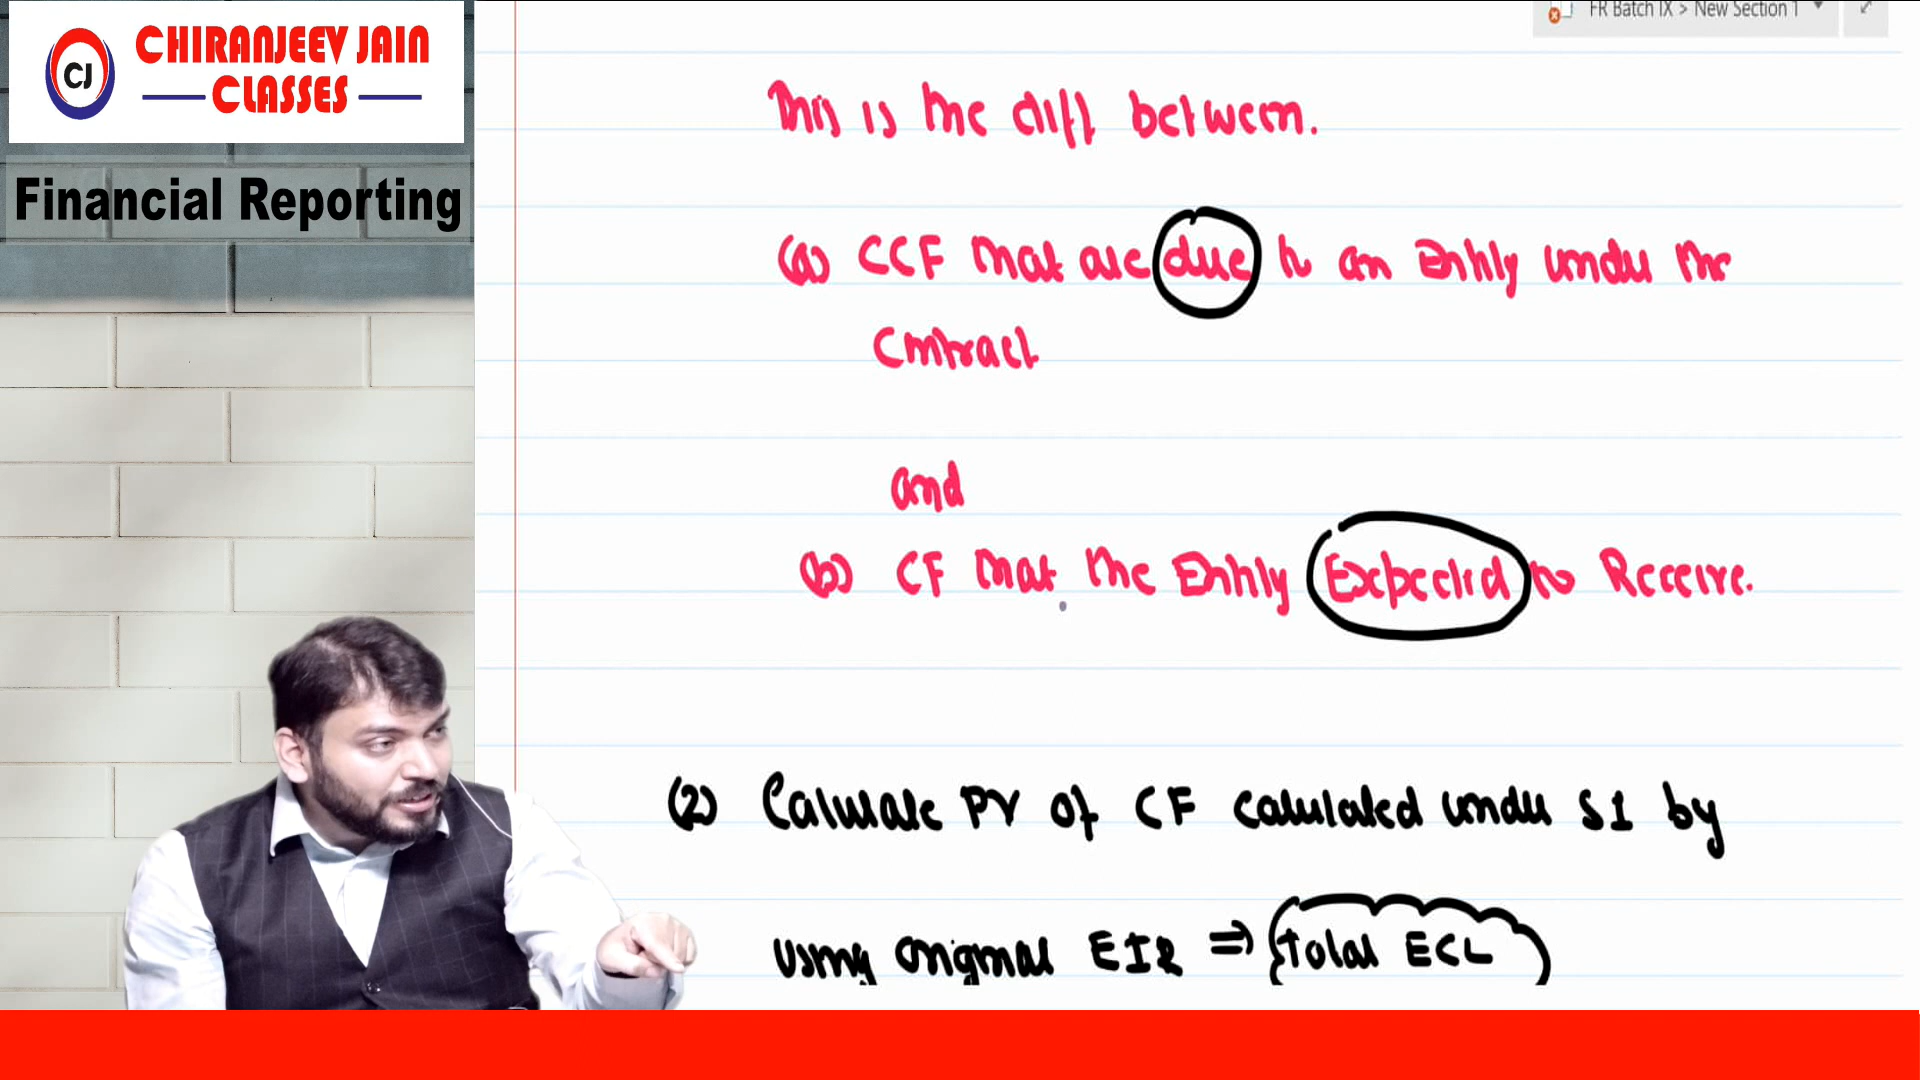 FR Batch IX > New Section 1
CHIRANJEEV JAIN
CJ
CLASSES
Financial Reporting
This is the diff between.
(a) CCF that are due to an Entity under the
Contract
and
(b) CF that the Entity Expected to Receive.
(2) Calculate PV of CF calculated under S1 by
using original EIR ⇒ Total ECL